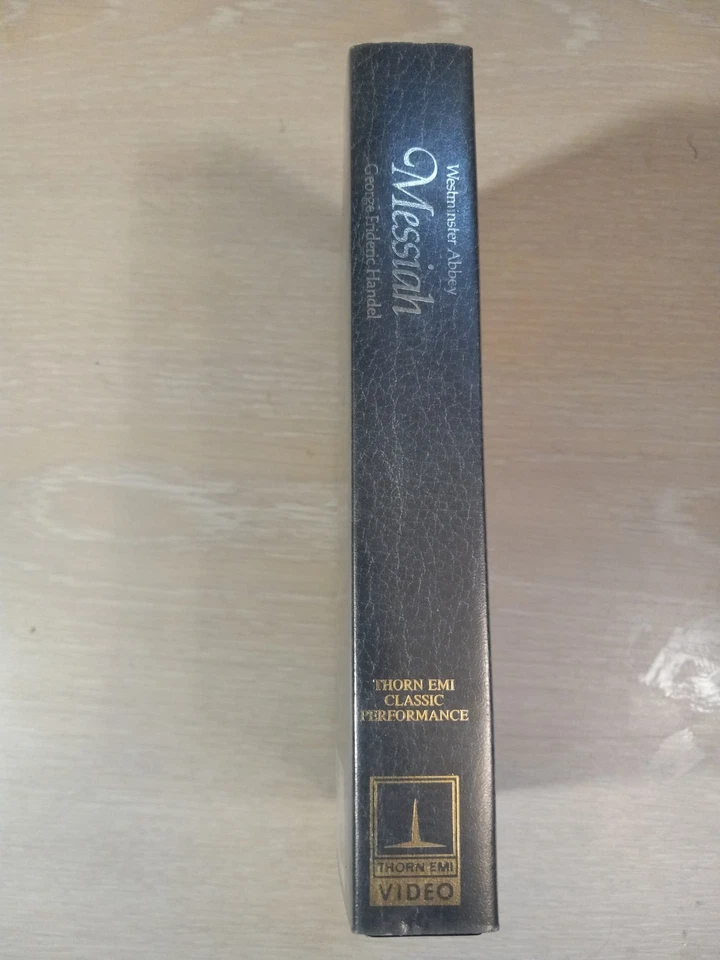 Westminster Abbey
Messiah
George Frideric Handel
THORN EMI
CLASSIC
PERFORMANCE
THORN EMI
VIDEO